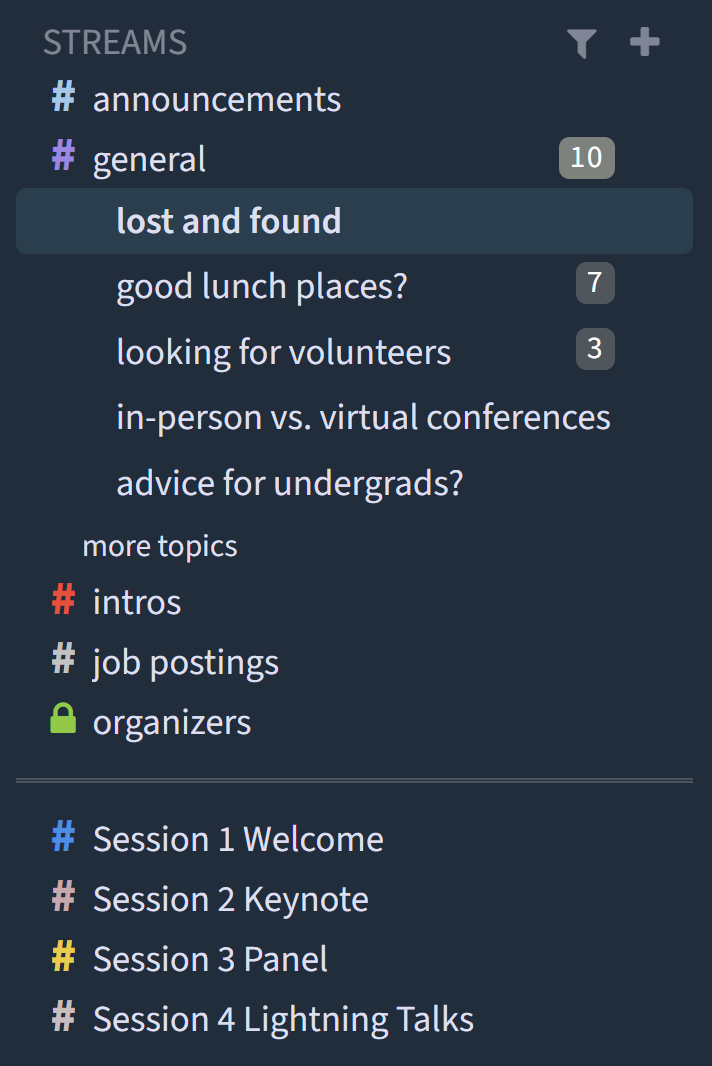 STREAMS
# announcements
# general 10
lost and found
good lunch places? 7
looking for volunteers 3
in-person vs. virtual conferences
advice for undergrads?
more topics
# intros
# job postings
organizers
# Session 1 Welcome
# Session 2 Keynote
# Session 3 Panel
# Session 4 Lightning Talks